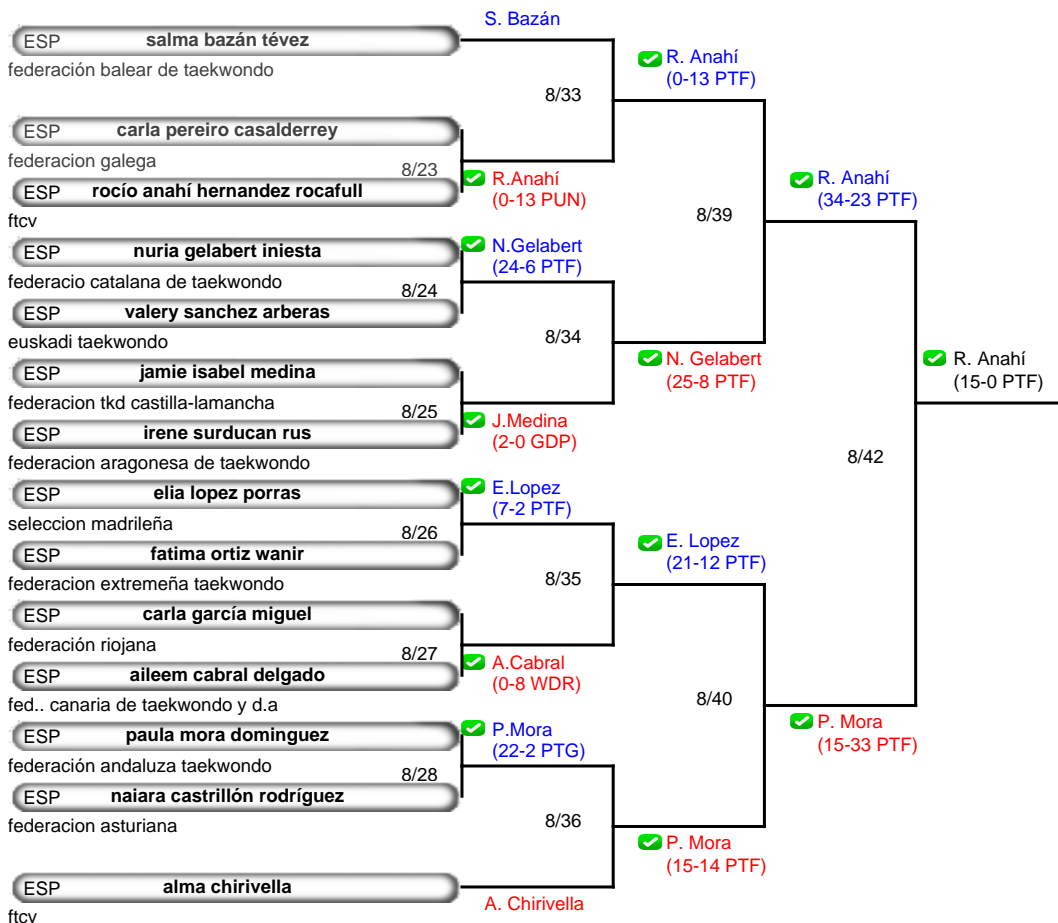 S. Bazán
ESP salma bazán tévez
federación balear de taekwondo
R. Anahí
(0-13 PTF)
8/33
ESP carla pereiro casalderrey
federacion galega
8/23
ESP rocío anahí hernandez rocafull
R.Anahí
(0-13 PUN)
ftcv
R. Anahí
(34-23 PTF)
8/39
ESP nuria gelabert iniesta
N.Gelabert
(24-6 PTF)
federacio catalana de taekwondo
8/24
ESP valery sanchez arberas
euskadi taekwondo
8/34
N. Gelabert
(25-8 PTF)
R. Anahí
(15-0 PTF)
ESP jamie isabel medina
federacion tkd castilla-lamancha
8/25
ESP irene surducan rus
J.Medina
(2-0 GDP)
federacion aragonesa de taekwondo
8/42
ESP elia lopez porras
E.Lopez
(7-2 PTF)
seleccion madrileña
8/26
ESP fatima ortiz wanir
E. Lopez
(21-12 PTF)
federacion extremeña taekwondo
8/35
ESP carla garcía miguel
federación riojana
8/27
ESP aileem cabral delgado
A.Cabral
(0-8 WDR)
fed.. canaria de taekwondo y d.a
8/40
P. Mora
(15-33 PTF)
ESP paula mora dominguez
P.Mora
(22-2 PTG)
federación andaluza taekwondo
8/28
ESP naiara castrillón rodríguez
federacion asturiana
8/36
P. Mora
(15-14 PTF)
ESP alma chirivella
A. Chirivella
ftcv